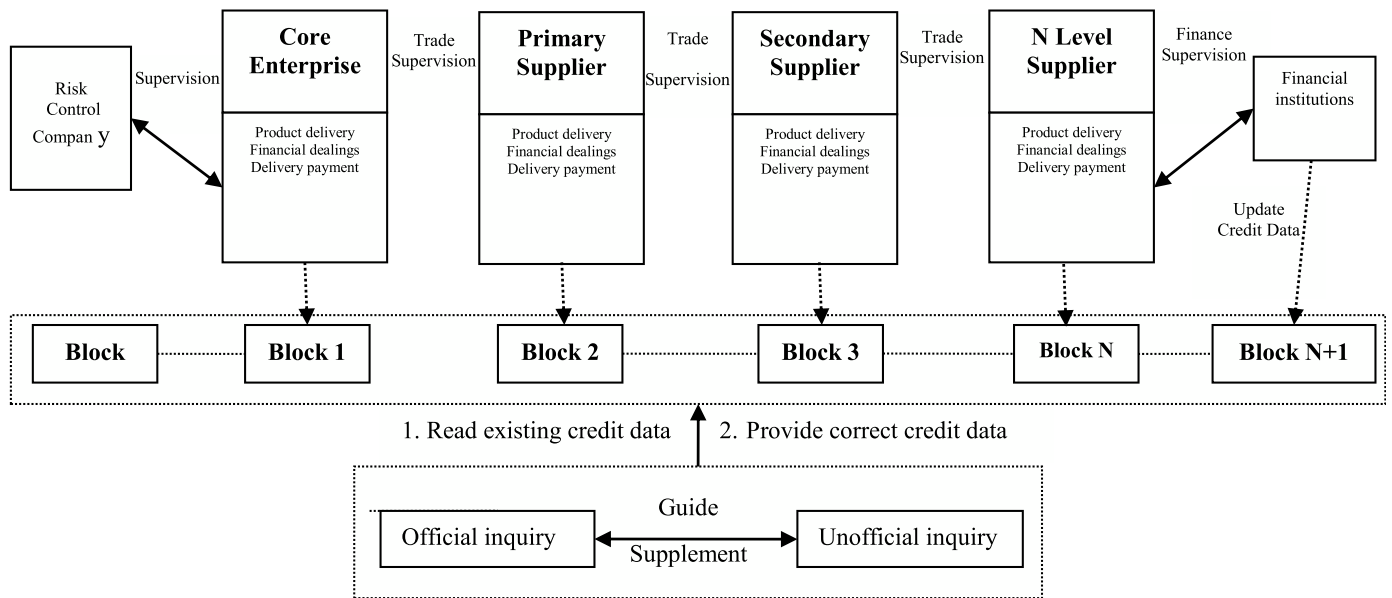 Risk
Control
Compan y
Supervision
Core
Enterprise
Product delivery
Financial dealings
Delivery payment
Trade
Supervision
Primary
Supplier
Product delivery
Financial dealings
Delivery payment
Trade
Supervision
Secondary
Supplier
Product delivery
Financial dealings
Delivery payment
Trade
Supervision
N Level
Supplier
Product delivery
Financial dealings
Delivery payment
Finance
Supervision
Financial
institutions
Update
Credit Data
Block
Block 1
Block 2
Block 3
Block N
Block N+1
1. Read existing credit data
2. Provide correct credit data
Official inquiry
Guide
Supplement
Unofficial inquiry